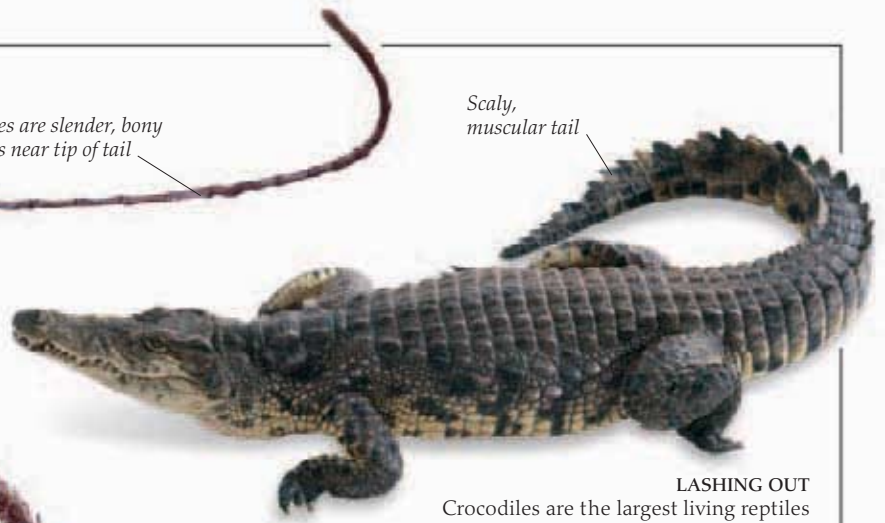 es are slender, bony
s near tip of tail
Scaly,
muscular tail
LASHING OUT
Crocodiles are the largest living reptiles